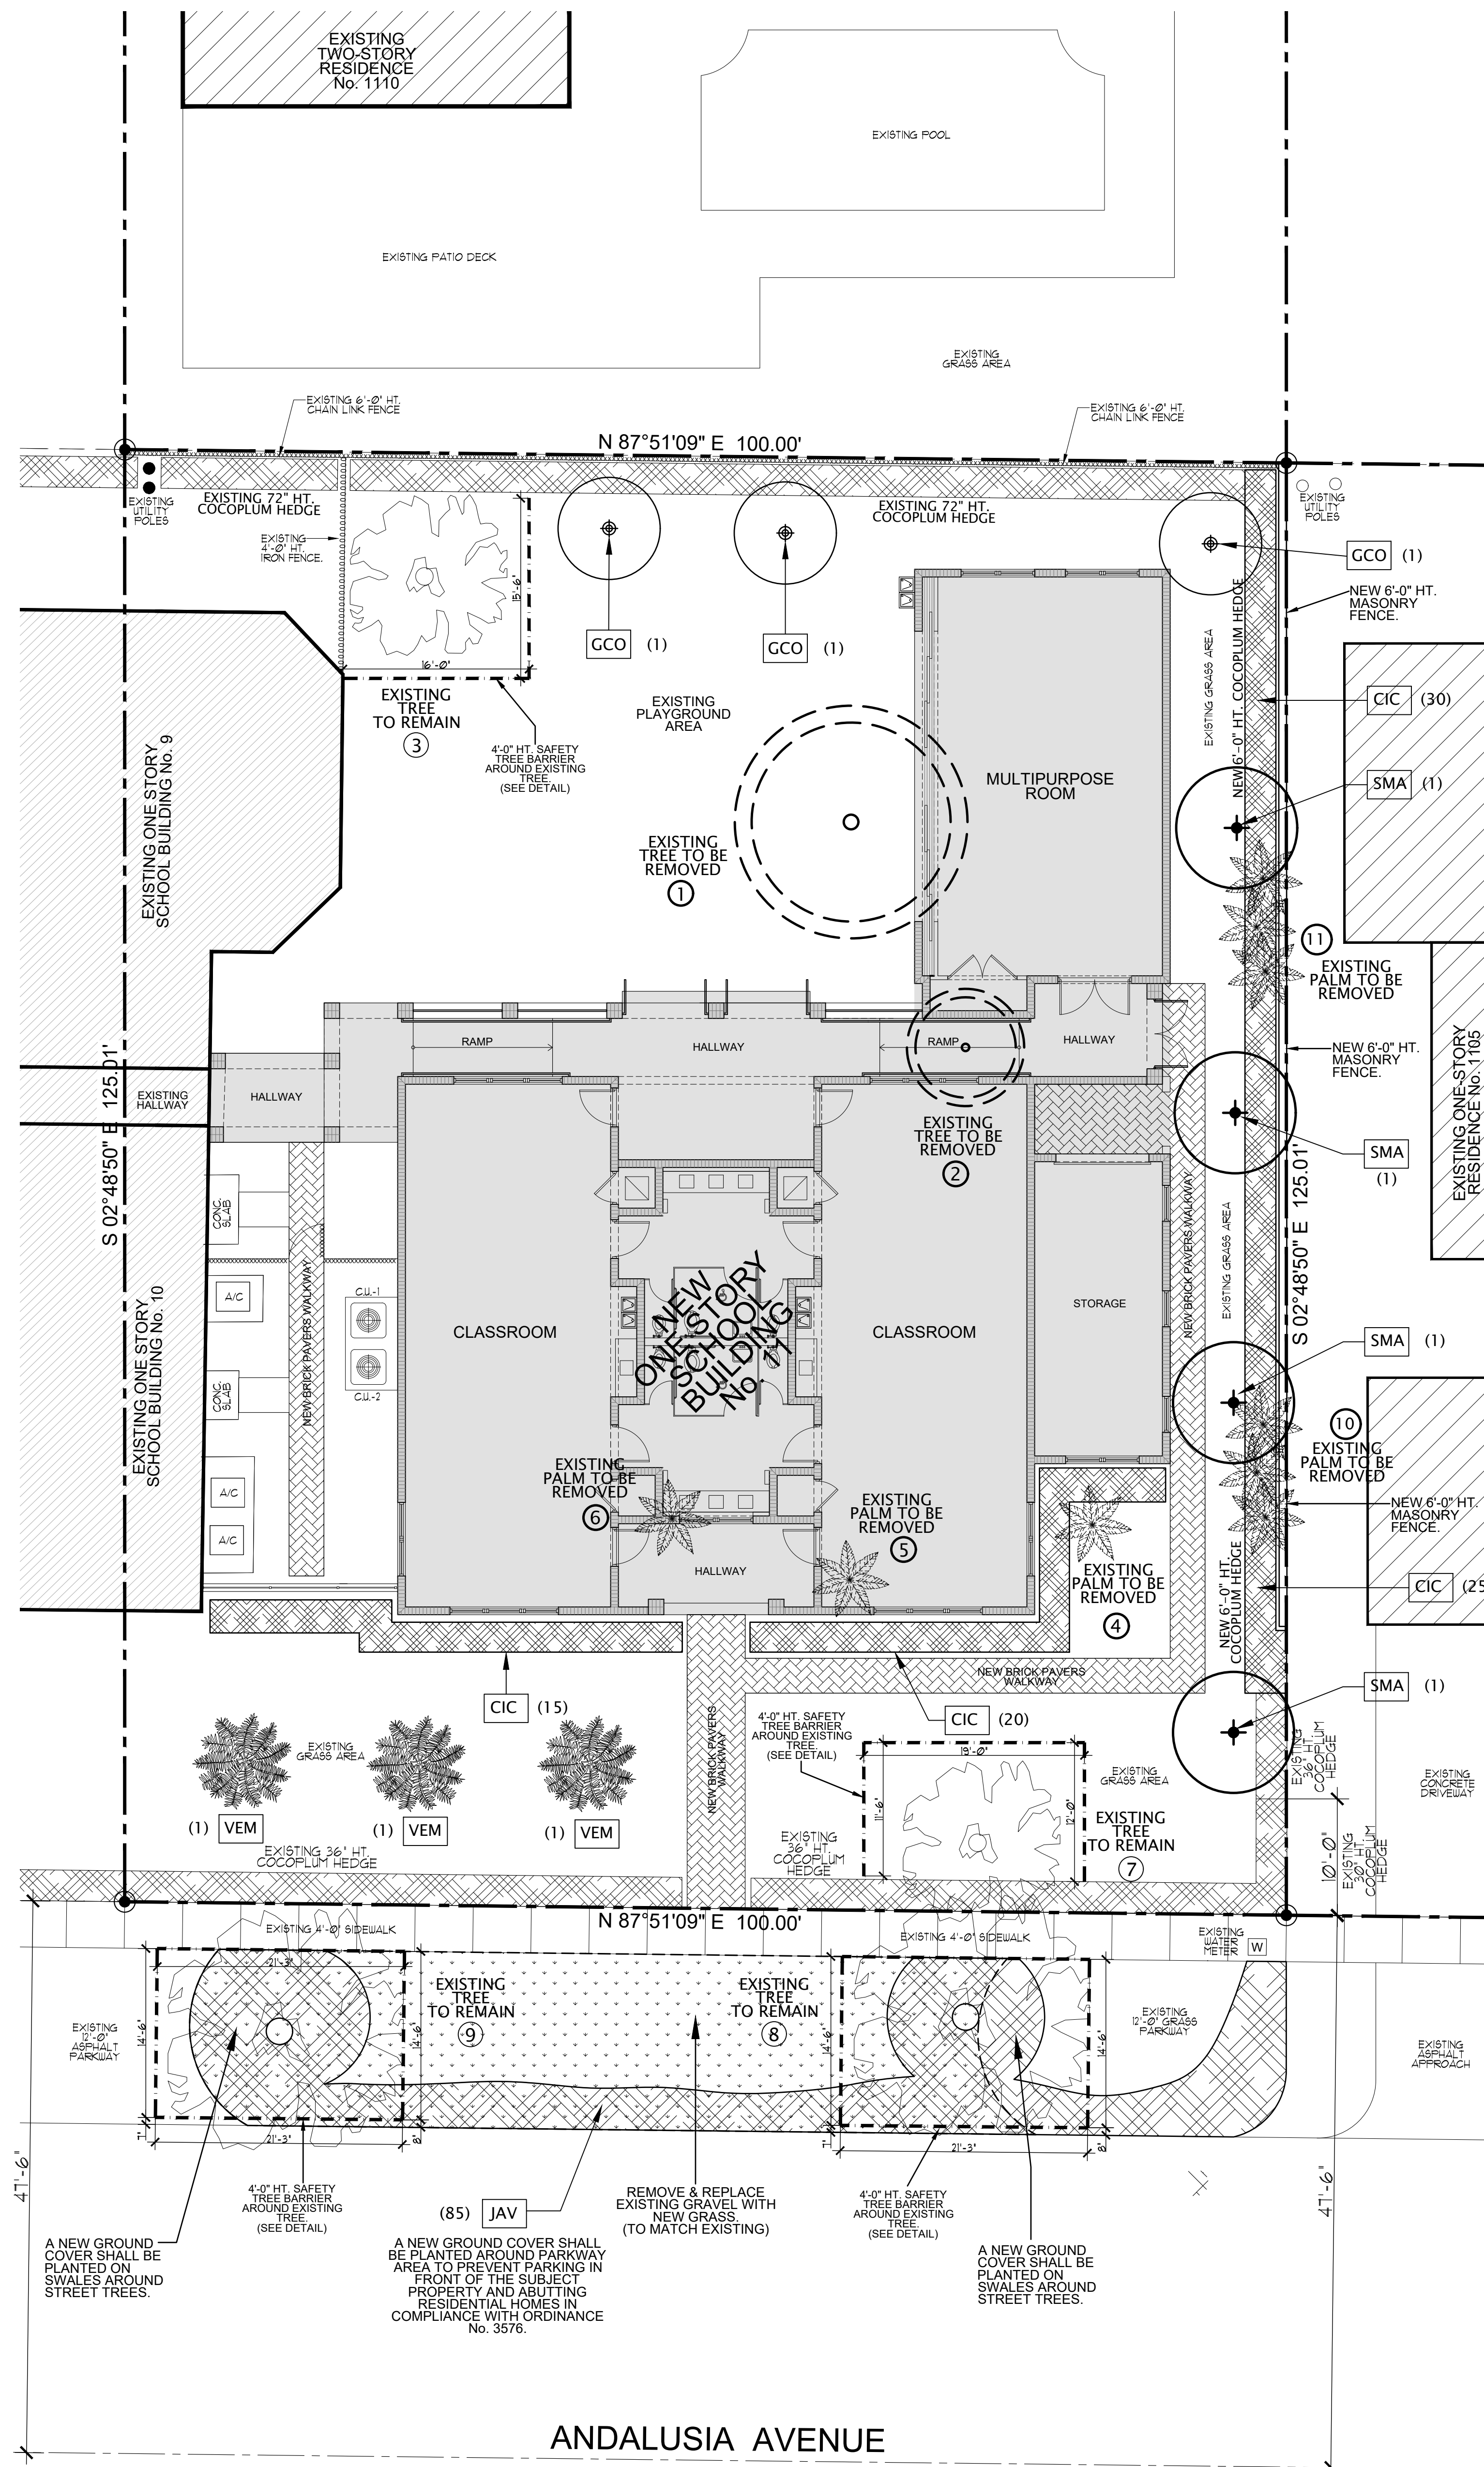 EXISTING
TWO-STORY
RESIDENCE
No. 1110
EXISTING POOL
EXISTING PATIO DECK
EXISTING
GRASS AREA
EXISTING 6'-0" HT.
CHAIN LINK FENCE
EXISTING 6'-0" HT.
CHAIN LINK FENCE
N 87°51'09" E 100.00'
EXISTING
UTILITY
POLES
EXISTING 72" HT.
COCOPLUM HEDGE
EXISTING 72" HT.
COCOPLUM HEDGE
EXISTING
UTILITY
POLES
EXISTING
4'-0" HT.
IRON FENCE.
15'-6"
16'-0"
GCO (1)
GCO (1)
GCO (1)
NEW 6'-0" HT.
MASONRY
FENCE.
EXISTING
TREE
TO REMAIN
3
4'-0" HT. SAFETY
TREE BARRIER
AROUND EXISTING
TREE.
(SEE DETAIL)
EXISTING
PLAYGROUND
AREA
EXISTING GRASS AREA
NEW 6'-0" HT. COCOPLUM HEDGE
CIC (30)
SMA (1)
MULTIPURPOSE
ROOM
EXISTING ONE STORY
SCHOOL BUILDING No. 9
EXISTING
TREE TO BE
REMOVED
1
11
EXISTING
PALM TO BE
REMOVED
RAMP
HALLWAY
RAMP
HALLWAY
NEW 6'-0" HT.
MASONRY
FENCE.
EXISTING ONE-STORY
RESIDENCE No. 1105
S 02°48'50" E 125.01'
EXISTING
HALLWAY
HALLWAY
EXISTING
TREE TO BE
REMOVED
2
SMA
(1)
S 02°48'50" E 125.01'
CONC.
SLAB
NEW BRICK PAVERS WALKWAY
NEW BRICK PAVERS WALKWAY
EXISTING GRASS AREA
A/C
C.U.-1
C.U.-2
CONC.
SLAB
EXISTING ONE STORY
SCHOOL BUILDING No. 10
CLASSROOM
NEW
ONE-STORY
SCHOOL
BUILDING
No. 11
CLASSROOM
STORAGE
SMA (1)
10
EXISTING
PALM TO BE
REMOVED
A/C
A/C
EXISTING
PALM TO BE
REMOVED
6
EXISTING
PALM TO BE
REMOVED
5
NEW 6'-0" HT.
MASONRY
FENCE.
HALLWAY
EXISTING
PALM TO BE
REMOVED
4
NEW 6'-0" HT.
COCOPLUM HEDGE
CIC (25
NEW BRICK PAVERS
WALKWAY
CIC (15)
CIC (20)
SMA (1)
4'-0" HT. SAFETY
TREE BARRIER
AROUND EXISTING
TREE.
(SEE DETAIL)
NEW BRICK PAVERS
WALKWAY
EXISTING
GRASS AREA
(1) VEM
(1) VEM
(1) VEM
EXISTING 36" HT.
COCOPLUM HEDGE
EXISTING
36" HT.
COCOPLUM
HEDGE
11'-6"
12'-0"
EXISTING
GRASS AREA
EXISTING
TREE
TO REMAIN
7
EXISTING
36" HT.
COCOPLUM
HEDGE
EXISTING
CONCRETE
DRIVEWAY
10'-0"
EXISTING
30" HT.
COCOPLUM
HEDGE
N 87°51'09" E 100.00'
EXISTING 4'-0" SIDEWALK
EXISTING 4'-0" SIDEWALK
EXISTING
WATER
METER
W
21'-3"
EXISTING
12'-0"
ASPHALT
PARKWAY
14'-6"
14'-6"
EXISTING
TREE
TO REMAIN
9
EXISTING
TREE
TO REMAIN
8
14'-6"
14'-6"
EXISTING
12'-0" GRASS
PARKWAY
EXISTING
ASPHALT
APPROACH
7"
21'-3"
8"
7"
21'-3"
8"
47'-6"
47'-6"
4'-0" HT. SAFETY
TREE BARRIER
AROUND EXISTING
TREE.
(SEE DETAIL)
(85) JAV
REMOVE & REPLACE
EXISTING GRAVEL WITH
NEW GRASS.
(TO MATCH EXISTING)
4'-0" HT. SAFETY
TREE BARRIER
AROUND EXISTING
TREE.
(SEE DETAIL)
A NEW GROUND
COVER SHALL BE
PLANTED ON
SWALES AROUND
STREET TREES.
A NEW GROUND COVER SHALL
BE PLANTED AROUND PARKWAY
AREA TO PREVENT PARKING IN
FRONT OF THE SUBJECT
PROPERTY AND ABUTTING
RESIDENTIAL HOMES IN
COMPLIANCE WITH ORDINANCE
No. 3576.
A NEW GROUND
COVER SHALL BE
PLANTED ON
SWALES AROUND
STREET TREES.
ANDALUSIA AVENUE